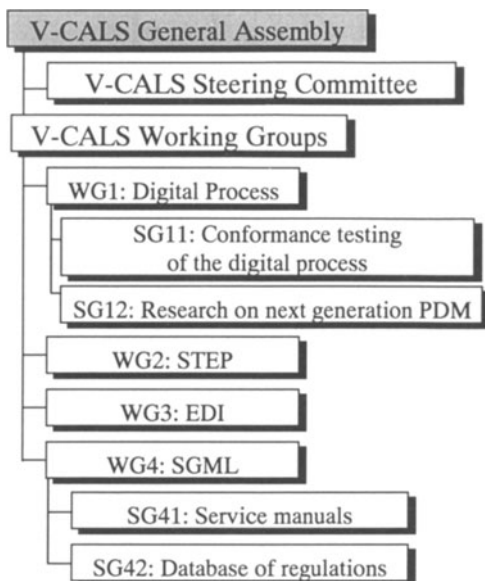 V-CALS General Assembly
V-CALS Steering Committee
V-CALS Working Groups
WG1: Digital Process
SG11: Conformance testing
of the digital process
SG12: Research on next generation PDM
WG2: STEP
WG3: EDI
WG4: SGML
SG41: Service manuals
SG42: Database of regulations